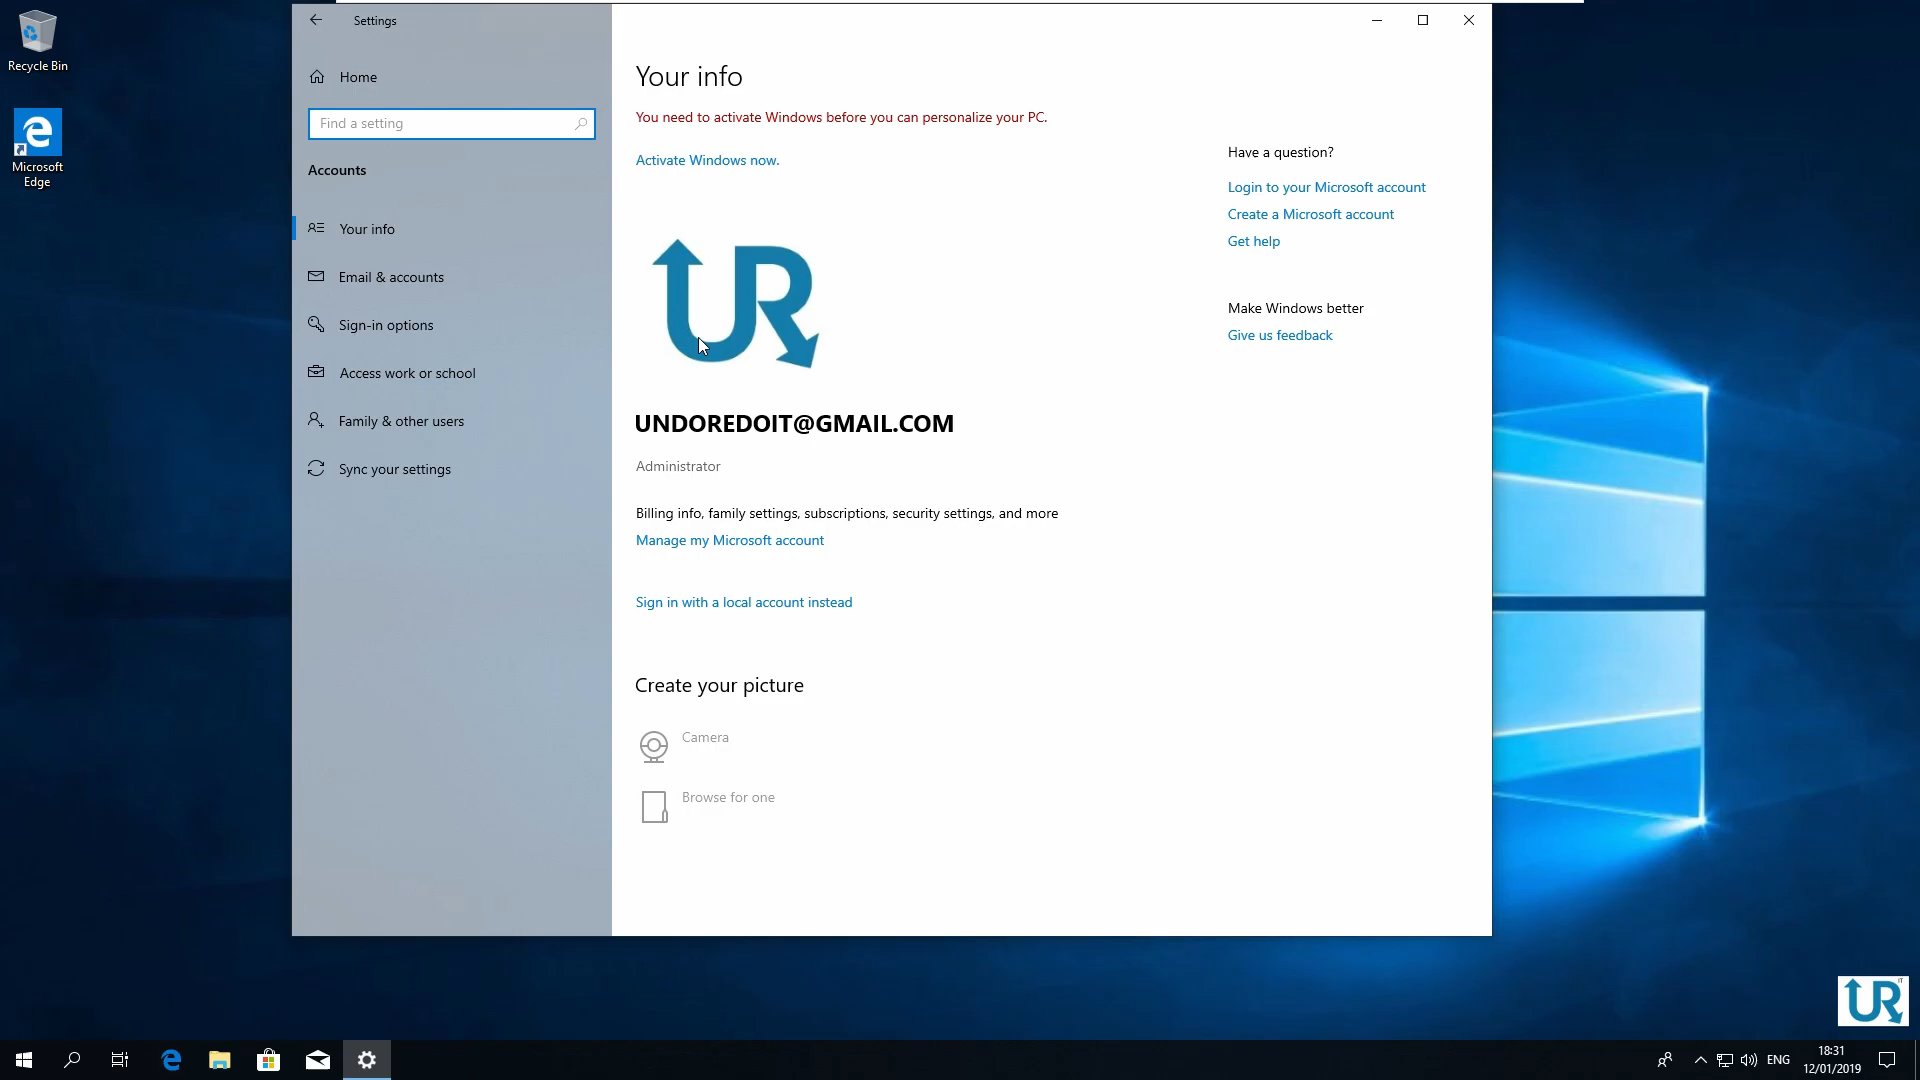 Recycle Bin
Microsoft
Edge
Settings
Home
Find a setting
Accounts
Your info
Email & accounts
Sign-in options
Access work or school
Family & other users
Sync your settings
Your info
You need to activate Windows before you can personalize your PC.
Activate Windows now.
UR
UNDOREDOIT@GMAIL.COM
Administrator
Billing info, family settings, subscriptions, security settings, and more
Manage my Microsoft account
Sign in with a local account instead
Create your picture
Camera
Browse for one
Have a question?
Login to your Microsoft account
Create a Microsoft account
Get help
Make Windows better
Give us feedback
UR IT
ENG
18:31
12/01/2019